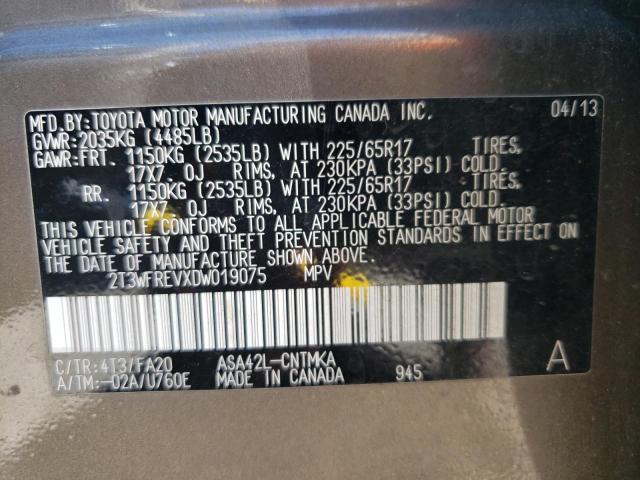 MFD. BY: TOYOTA MOTOR MANUFACTURING CANADA INC. 04/13
GVWR: 2035KG (4485LB)
GAWR: FRT. 1150KG (2535LB) WITH 225/65R17 TIRES,
17X7.0J RIMS, AT 230KPA (33PSI) COLD.
RR. 1150KG (2535LB) WITH 225/65R17 TIRES,
17X7.0J RIMS, AT 230KPA (33PSI) COLD.
THIS VEHICLE CONFORMS TO ALL APPLICABLE FEDERAL MOTOR
VEHICLE SAFETY AND THEFT PREVENTION STANDARDS IN EFFECT ON
THE DATE OF MANUFACTURE SHOWN ABOVE.
2T3WFREVXDW019075 MPV
C/TR: 4T3/FA20 ASA42L-CNTMKA A
A/TM: -02A/U760E MADE IN CANADA 945